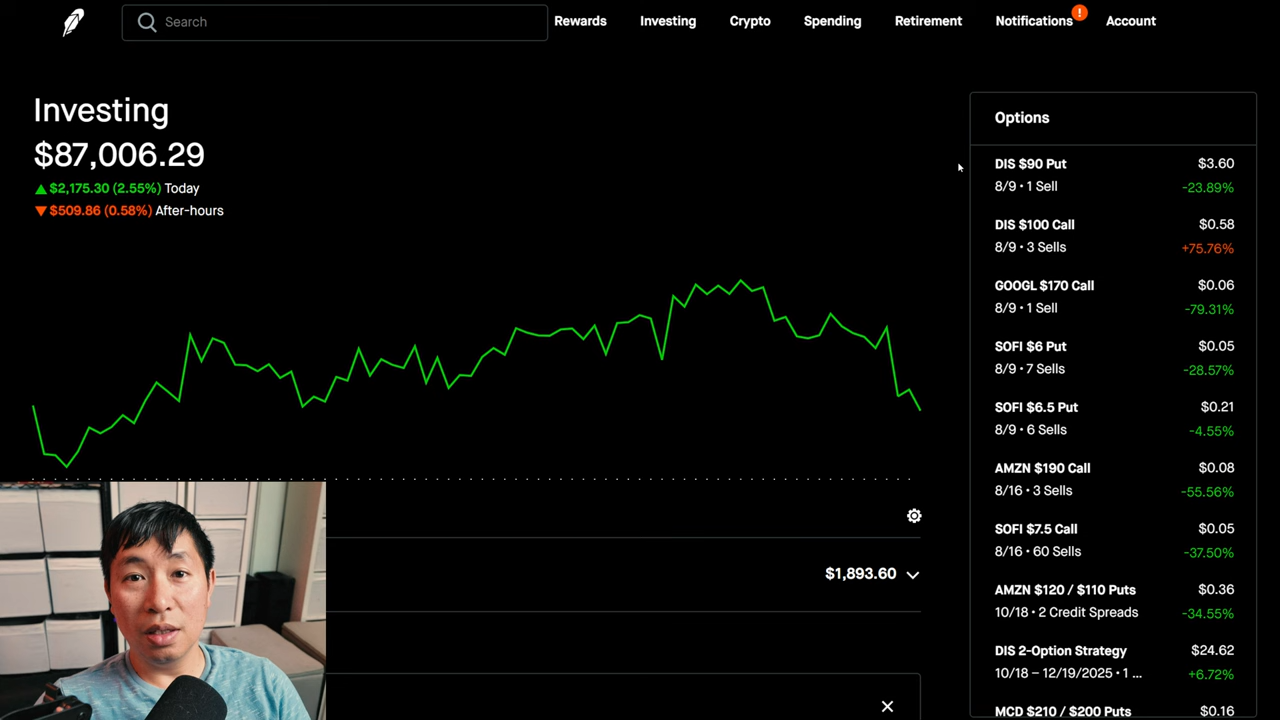 Search
Rewards
Investing
Crypto
Spending
Retirement
Notifications
!
Account
Investing
$87,006.29
▲ $2,175.30 (2.55%) Today
▼ $509.86 (0.58%) After-hours
$1,893.60
Options
DIS $90 Put $3.60
8/9 • 1 Sell -23.89%
DIS $100 Call $0.58
8/9 • 3 Sells +75.76%
GOOGL $170 Call $0.06
8/9 • 1 Sell -79.31%
SOFI $6 Put $0.05
8/9 • 7 Sells -28.57%
SOFI $6.5 Put $0.21
8/9 • 6 Sells -4.55%
AMZN $190 Call $0.08
8/16 • 3 Sells -55.56%
SOFI $7.5 Call $0.05
8/16 • 60 Sells -37.50%
AMZN $120 / $110 Puts $0.36
10/18 • 2 Credit Spreads -34.55%
DIS 2-Option Strategy $24.62
10/18 – 12/19/2025 • 1 ... +6.72%
MCD $210 / $200 Puts $0.16